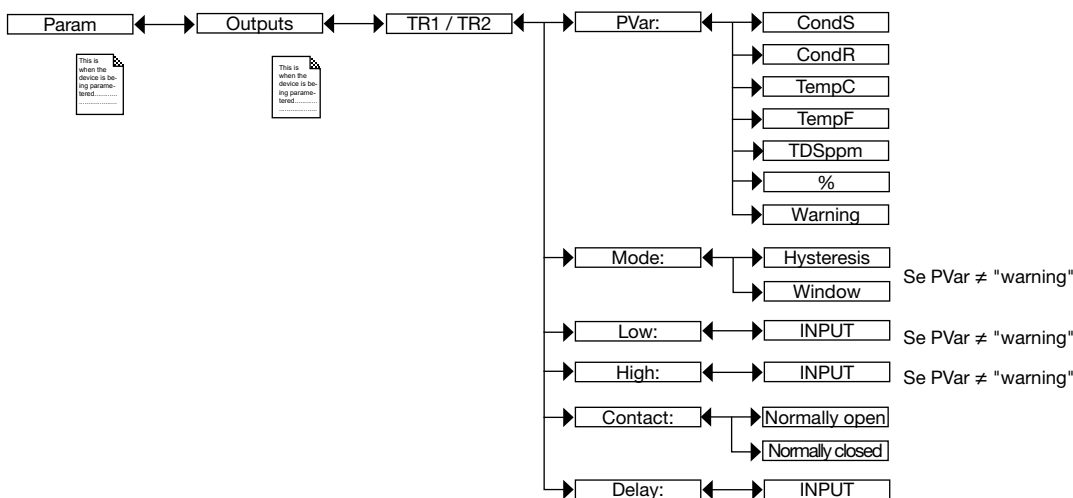 Param
Outputs
TR1 / TR2
PVar:
CondS
CondR
TempC
TempF
TDSppm
%
Warning
This is
when the
device is be-
ing parame-
tered............
.....................
This is
when the
device is be-
ing parame-
tered............
.....................
Mode:
Hysteresis
Window
Se PVar ≠ "warning"
Low:
INPUT
Se PVar ≠ "warning"
High:
INPUT
Se PVar ≠ "warning"
Contact:
Normally open
Normally closed
Delay:
INPUT